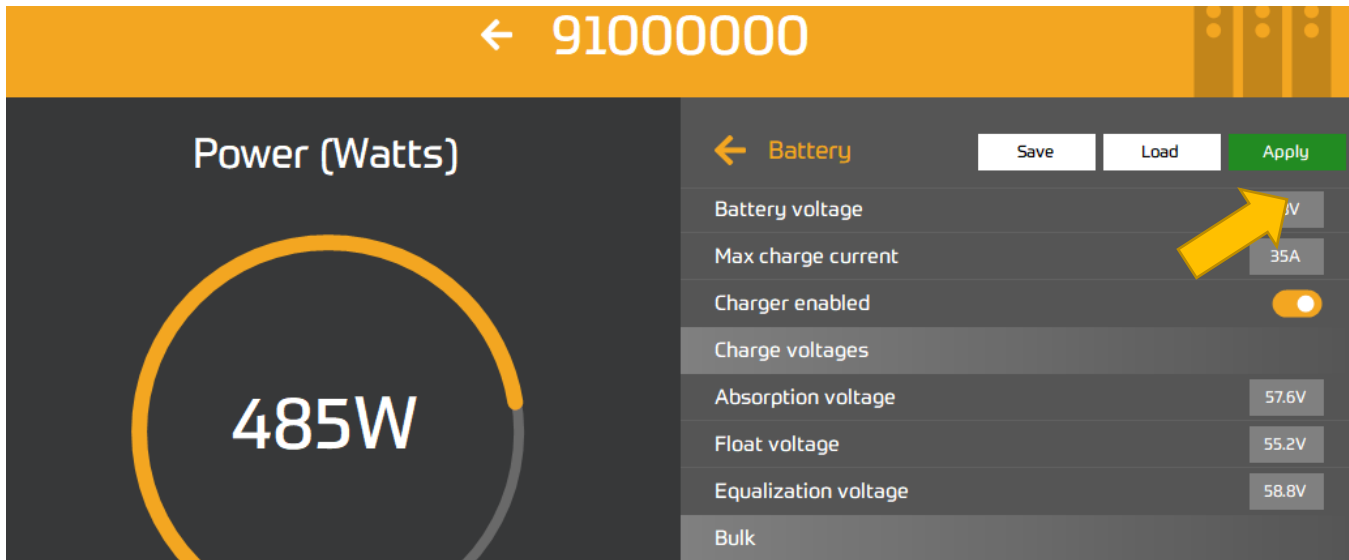 91000000
Power (Watts)
485W
Battery
Save
Load
Apply
Battery voltage
Max charge current
35A
Charger enabled
Charge voltages
Absorption voltage
57.6V
Float voltage
55.2V
Equalization voltage
58.8V
Bulk